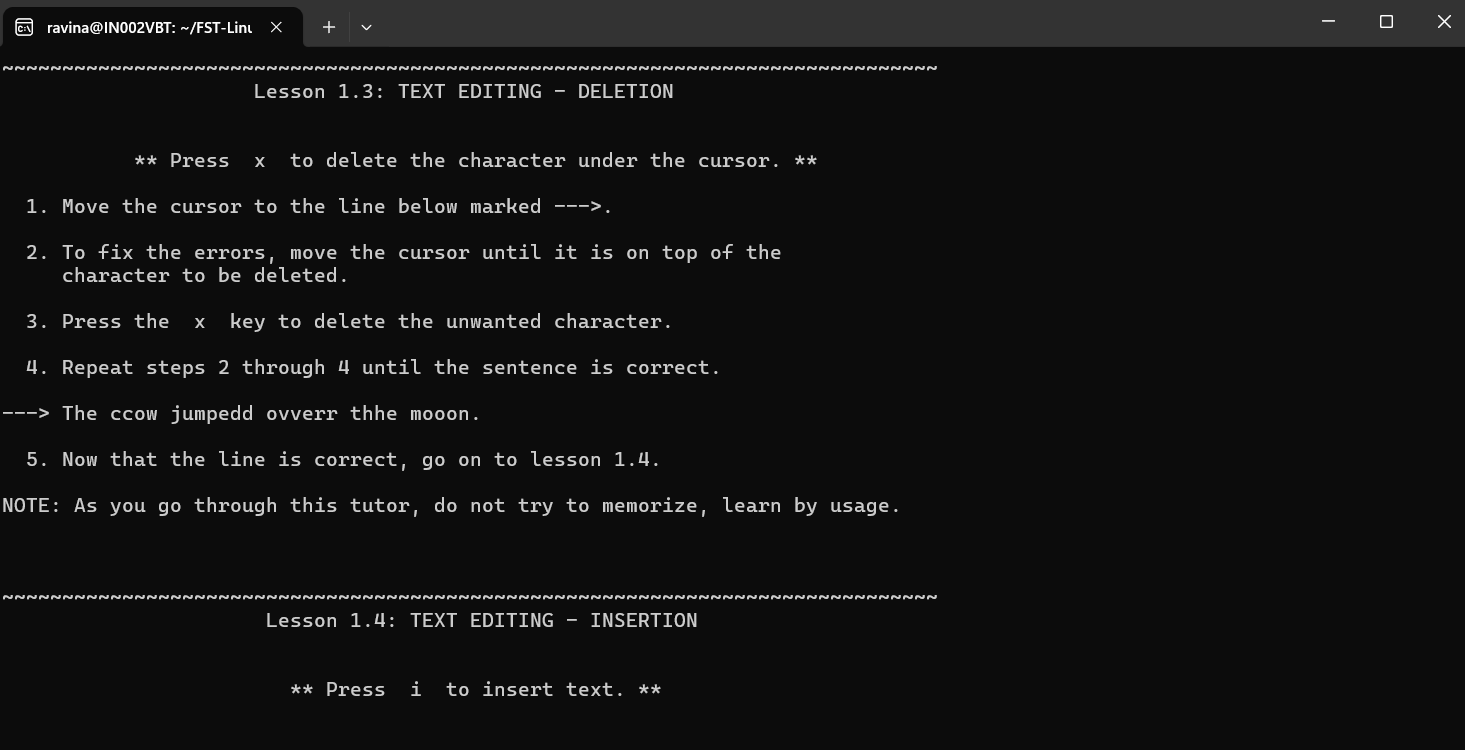 ravina@IN002VBT: ~/FST-Linu
~~~~~~~~~~~~~~~~~~~~~~~~~~~~~~~~~~~~~~~~~~~~~~~~~~~~~~~~~~~~~~~~~~~~~~~~~~~~~~
Lesson 1.3: TEXT EDITING - DELETION
** Press  x  to delete the character under the cursor. **
1. Move the cursor to the line below marked --->.
2. To fix the errors, move the cursor until it is on top of the
character to be deleted.
3. Press the  x  key to delete the unwanted character.
4. Repeat steps 2 through 4 until the sentence is correct.
---> The ccow jumpedd ovverr thhe mooon.
5. Now that the line is correct, go on to lesson 1.4.
NOTE: As you go through this tutor, do not try to memorize, learn by usage.
~~~~~~~~~~~~~~~~~~~~~~~~~~~~~~~~~~~~~~~~~~~~~~~~~~~~~~~~~~~~~~~~~~~~~~~~~~~~~~
Lesson 1.4: TEXT EDITING - INSERTION
** Press  i  to insert text. **